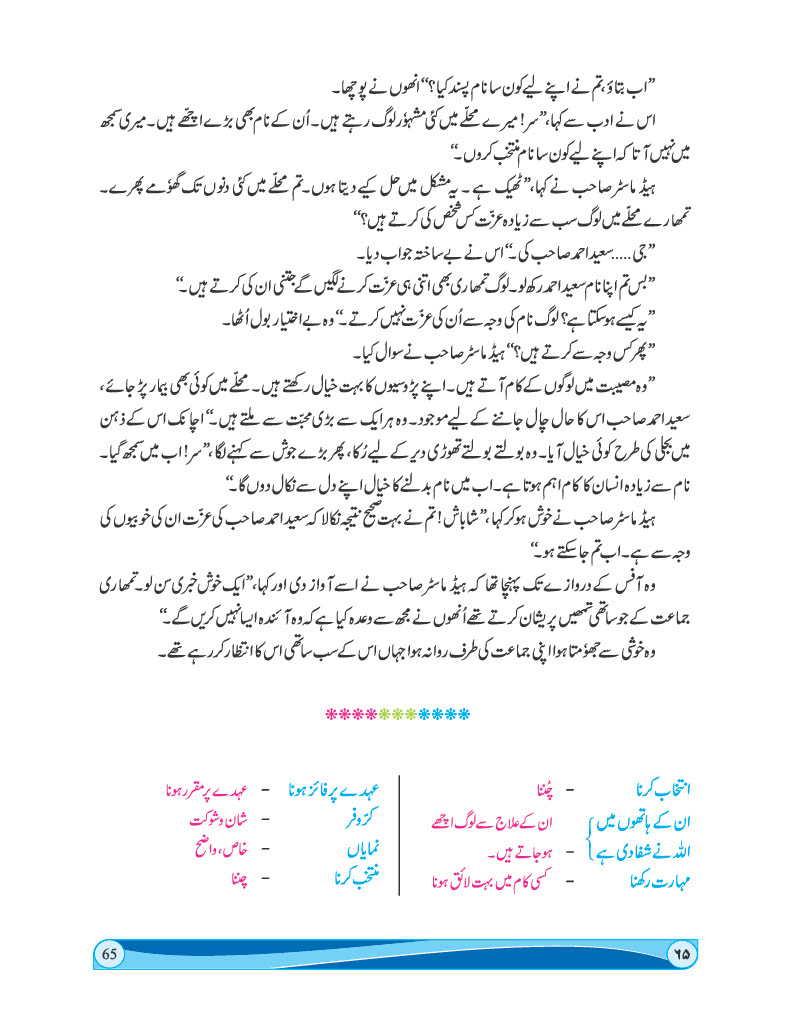 ”اب بتاؤ، تم نے اپنے لیے کون سا نام پسند کیا؟“ انھوں نے پوچھا۔
اس نے ادب سے کہا، ”سر! میرے محلّے میں کئی مشہوٗر لوگ رہتے ہیں۔ اُن کے نام بھی بڑے اچھّے ہیں۔ میری سمجھ
میں نہیں آتا کہ اپنے لیے کون سا نام منتخب کروں۔“
ہیڈ ماسٹر صاحب نے کہا، ”ٹھیک ہے۔ یہ مشکل میں حل کیے دیتا ہوں۔ تم محلّے میں کئی دنوں تک گھوٗمے پھرے۔
تمھارے محلّے میں لوگ سب سے زیادہ عزّت کس شخص کی کرتے ہیں؟“
”جی ..... سعید احمد صاحب کی۔“ اس نے بے ساختہ جواب دیا۔
”بس تم اپنا نام سعید احمد رکھ لو۔ لوگ تمھاری بھی اتنی ہی عزّت کرنے لگیں گے جتنی ان کی کرتے ہیں۔“
”یہ کیسے ہوسکتا ہے؟ لوگ نام کی وجہ سے اُن کی عزّت نہیں کرتے۔“ وہ بے اختیار بول اُٹھا۔
”پھر کس وجہ سے کرتے ہیں؟“ ہیڈ ماسٹر صاحب نے سوال کیا۔
”وہ مصیبت میں لوگوں کے کام آتے ہیں۔ اپنے پڑوسیوں کا بہت خیال رکھتے ہیں۔ محلّے میں کوئی بھی بیمار پڑ جائے،
سعید احمد صاحب اس کا حال چال جاننے کے لیے موجود۔ وہ ہر ایک سے بڑی محبّت سے ملتے ہیں۔“ اچانک اس کے ذہن
میں بجلی کی طرح کوئی خیال آیا۔ وہ بولتے بولتے تھوڑی دیر کے لیے رُکا، پھر بڑے جوش سے کہنے لگا، ”سر! اب میں سمجھ گیا۔
نام سے زیادہ انسان کا کام اہم ہوتا ہے۔ اب میں نام بدلنے کا خیال اپنے دل سے نکال دوں گا۔“
ہیڈ ماسٹر صاحب نے خوش ہو کر کہا، ”شاباش! تم نے بہت صحیح نتیجہ نکالا کہ سعید احمد صاحب کی عزّت ان کی خوبیوں کی
وجہ سے ہے۔ اب تم جاسکتے ہو۔“
وہ آفس کے دروازے تک پہنچا تھا کہ ہیڈ ماسٹر صاحب نے اسے آواز دی اور کہا، ”ایک خوش خبری سن لو۔ تمھاری
جماعت کے جو ساتھی تمھیں پریشان کرتے تھے اُنھوں نے مجھ سے وعدہ کیا ہے کہ وہ آئندہ ایسا نہیں کریں گے۔“
وہ خوشی سے جھوٗمتا ہوا اپنی جماعت کی طرف روانہ ہوا جہاں اس کے سب ساتھی اس کا انتظار کر رہے تھے۔
انتخاب کرنا – چُننا
ان کے ہاتھوں میں ان کے علاج سے لوگ اچھے
اللہ نے شفا دی ہے – ہو جاتے ہیں۔
مہارت رکھنا – کسی کام میں بہت لائق ہونا
عہدے پر فائز ہونا – عہدے پر مقرر ہونا
کرّ و فر – شان و شوکت
نمایاں – خاص، واضح
منتخب کرنا – چننا
۶۵
65